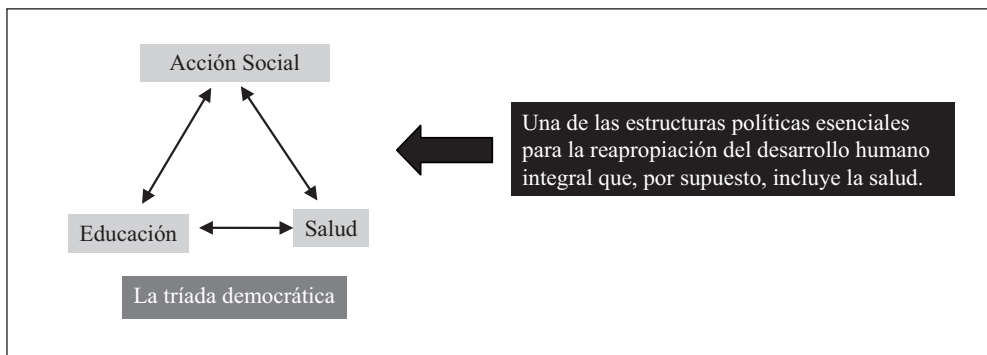 Acción Social
Una de las estructuras políticas esenciales
para la reapropiación del desarrollo humano
integral que, por supuesto, incluye la salud.
Educación
Salud
La tríada democrática